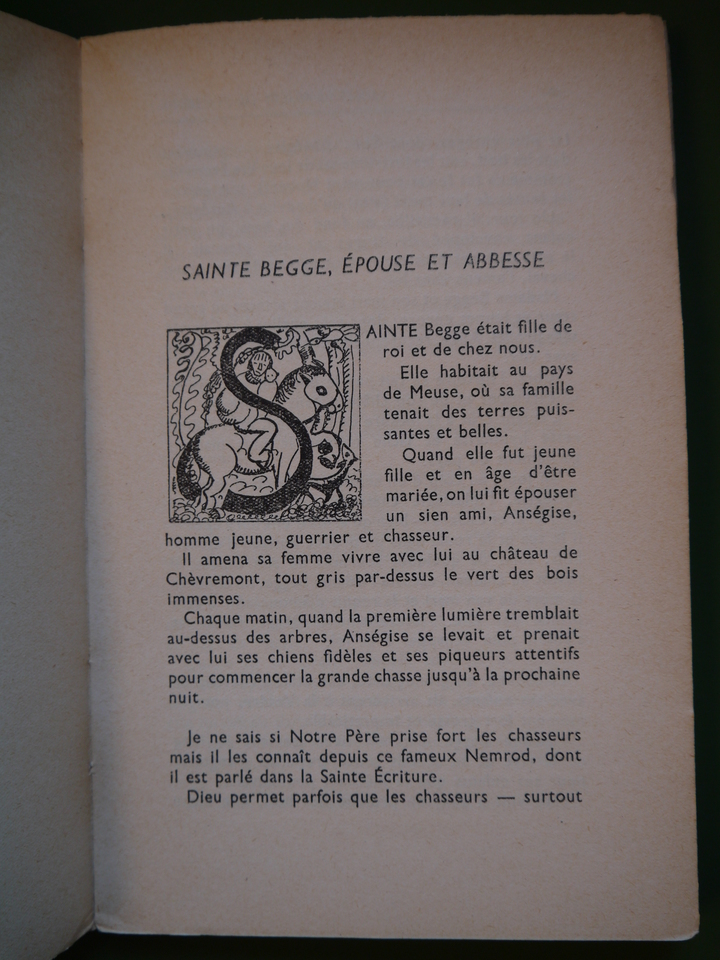 SAINTE BEGGE, ÉPOUSE ET ABBESSE
SAINTE Begge était fille de
roi et de chez nous.
Elle habitait au pays
de Meuse, où sa famille
tenait des terres puis-
santes et belles.
Quand elle fut jeune
fille et en âge d'être
mariée, on lui fit épouser
un sien ami, Anségise,
homme jeune, guerrier et chasseur.
Il amena sa femme vivre avec lui au château de
Chèvremont, tout gris par-dessus le vert des bois
immenses.
Chaque matin, quand la première lumière tremblait
au-dessus des arbres, Anségise se levait et prenait
avec lui ses chiens fidèles et ses piqueurs attentifs
pour commencer la grande chasse jusqu'à la prochaine
nuit.
Je ne sais si Notre Père prise fort les chasseurs
mais il les connaît depuis ce fameux Nemrod, dont
il est parlé dans la Sainte Écriture.
Dieu permet parfois que les chasseurs — surtout